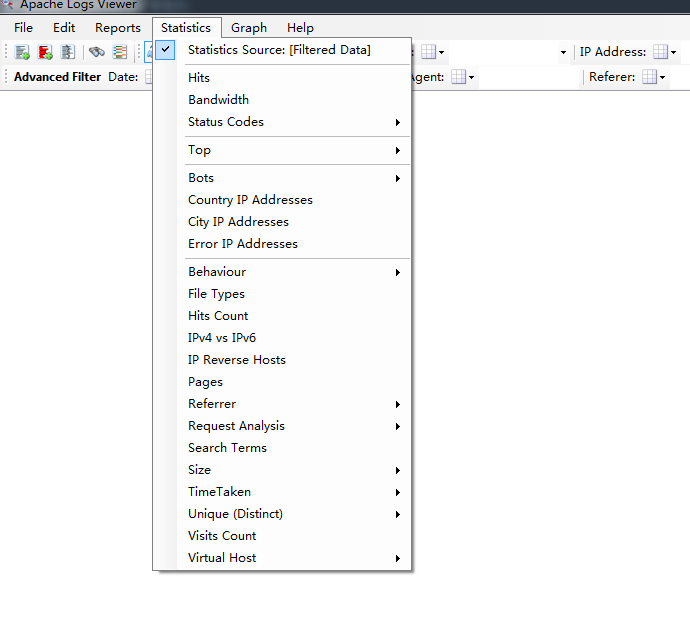 Apache Logs Viewer
File Edit Reports Statistics Graph Help
IP Address:
Advanced Filter Date: Agent: Referer:
Statistics Source: [Filtered Data]
Hits
Bandwidth
Status Codes
Top
Bots
Country IP Addresses
City IP Addresses
Error IP Addresses
Behaviour
File Types
Hits Count
IPv4 vs IPv6
IP Reverse Hosts
Pages
Referrer
Request Analysis
Search Terms
Size
TimeTaken
Unique (Distinct)
Visits Count
Virtual Host